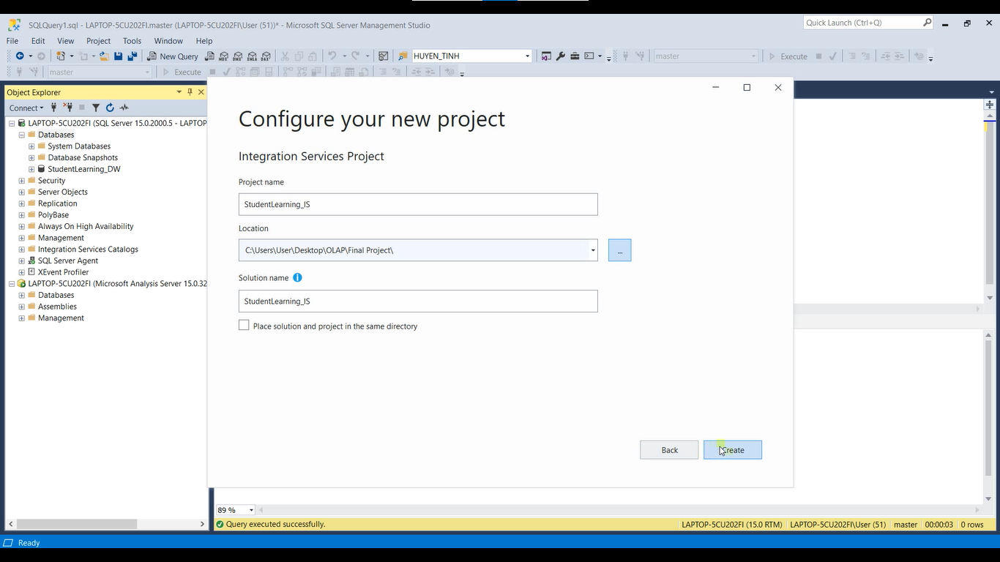 SQLQuery1.sql - LAPTOP-5CU202FI.master (LAPTOP-5CU202FI\User (51))* - Microsoft SQL Server Management Studio
Quick Launch (Ctrl+Q)
File Edit View Project Tools Window Help
New Query
MDX
DMX
XMLA
DAX
HUYEN_TINH
master
Execute
master
Execute
Object Explorer
Connect
LAPTOP-5CU202FI (SQL Server 15.0.2000.5 - LAPTOP
Databases
System Databases
Database Snapshots
StudentLearning_DW
Security
Server Objects
Replication
PolyBase
Always On High Availability
Management
Integration Services Catalogs
SQL Server Agent
XEvent Profiler
LAPTOP-5CU202FI (Microsoft Analysis Server 15.0.32
Databases
Assemblies
Management
Configure your new project
Integration Services Project
Project name
StudentLearning_IS
Location
C:\Users\User\Desktop\OLAP\Final Project\
...
Solution name
StudentLearning_IS
Place solution and project in the same directory
Back
Create
89 %
Query executed successfully.
LAPTOP-5CU202FI (15.0 RTM) LAPTOP-5CU202FI\User (51) master 00:00:03 0 rows
Ready